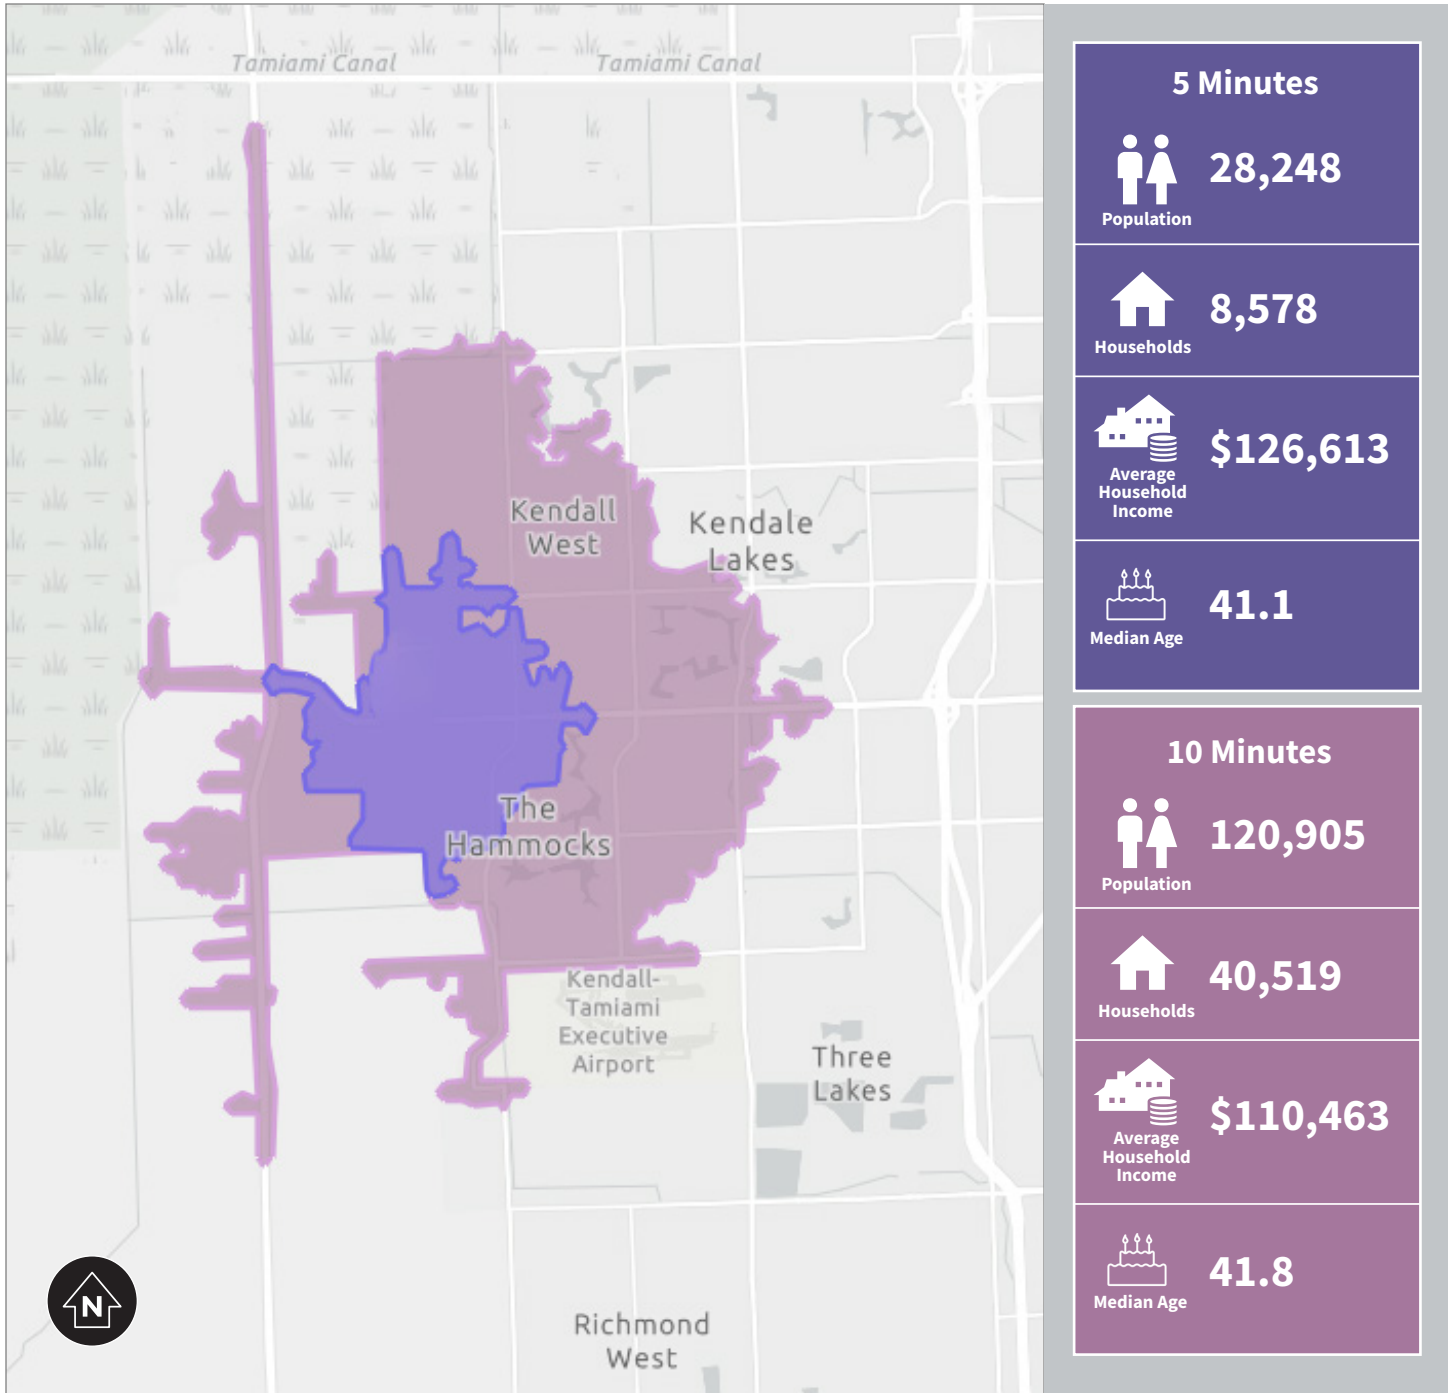 Tamiami Canal
Tamiami Canal
Kendall
West
Kendale
Lakes
The
Hammocks
Kendall-
Tamiami
Executive
Airport
Three
Lakes
Richmond
West
N
5 Minutes
28,248
Population
8,578
Households
$126,613
Average
Household
Income
41.1
Median Age
10 Minutes
120,905
Population
40,519
Households
$110,463
Average
Household
Income
41.8
Median Age